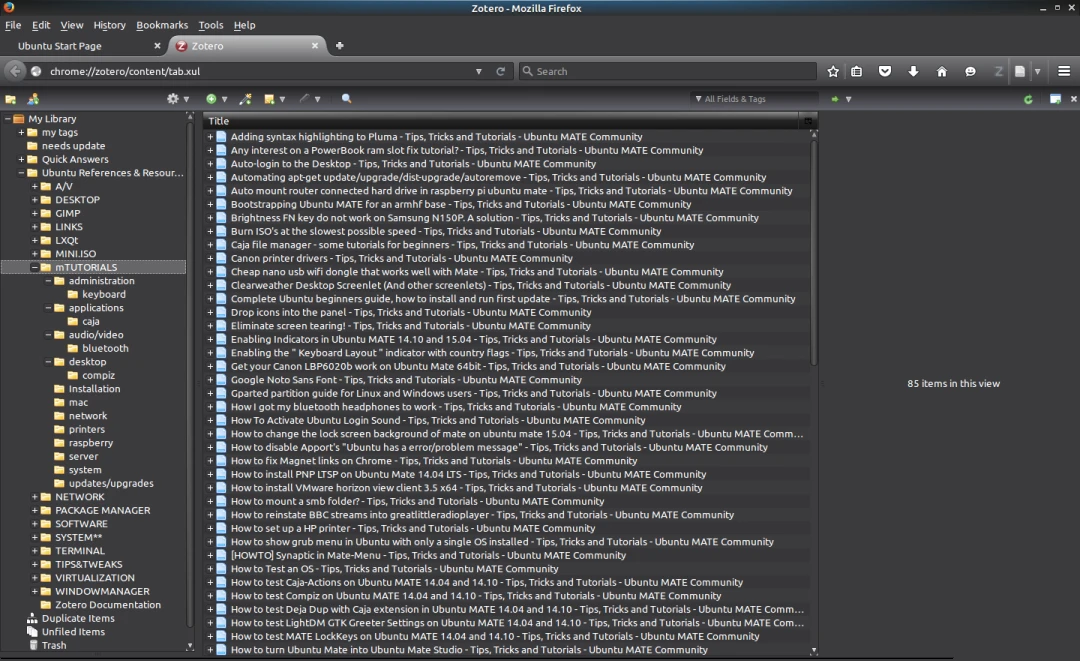 Zotero - Mozilla Firefox
File Edit View History Bookmarks Tools Help
Ubuntu Start Page
Zotero
chrome://zotero/content/tab.xul
Search
All Fields & Tags
My Library
my tags
needs update
Quick Answers
Ubuntu References & Resour...
A/V
DESKTOP
GIMP
LINKS
LXQt
MINI.ISO
mTUTORIALS
administration
keyboard
applications
caja
audio/video
bluetooth
desktop
compiz
Installation
mac
network
printers
raspberry
server
system
updates/upgrades
NETWORK
PACKAGE MANAGER
SOFTWARE
SYSTEM**
TERMINAL
TIPS&TWEAKS
VIRTUALIZATION
WINDOWMANAGER
Zotero Documentation
Duplicate Items
Unfiled Items
Trash
Title
Adding syntax highlighting to Pluma - Tips, Tricks and Tutorials - Ubuntu MATE Community
Any interest on a PowerBook ram slot fix tutorial? - Tips, Tricks and Tutorials - Ubuntu MATE Community
Auto-login to the Desktop - Tips, Tricks and Tutorials - Ubuntu MATE Community
Automating apt-get update/upgrade/dist-upgrade/autoremove - Tips, Tricks and Tutorials - Ubuntu MATE Community
Auto mount router connected hard drive in raspberry pi ubuntu mate - Tips, Tricks and Tutorials - Ubuntu MATE Community
Bootstrapping Ubuntu MATE for an armhf base - Tips, Tricks and Tutorials - Ubuntu MATE Community
Brightness FN key do not work on Samsung N150P. A solution - Tips, Tricks and Tutorials - Ubuntu MATE Community
Burn ISO's at the slowest possible speed - Tips, Tricks and Tutorials - Ubuntu MATE Community
Caja file manager - some tutorials for beginners - Tips, Tricks and Tutorials - Ubuntu MATE Community
Canon printer drivers - Tips, Tricks and Tutorials - Ubuntu MATE Community
Cheap nano usb wifi dongle that works well with Mate - Tips, Tricks and Tutorials - Ubuntu MATE Community
Clearweather Desktop Screenlet (And other screenlets) - Tips, Tricks and Tutorials - Ubuntu MATE Community
Complete Ubuntu beginners guide, how to install and run first update - Tips, Tricks and Tutorials - Ubuntu MATE Community
Drop icons into the panel - Tips, Tricks and Tutorials - Ubuntu MATE Community
Eliminate screen tearing! - Tips, Tricks and Tutorials - Ubuntu MATE Community
Enabling Indicators in Ubuntu MATE 14.10 and 15.04 - Tips, Tricks and Tutorials - Ubuntu MATE Community
Enabling the " Keyboard Layout " indicator with country flags - Tips, Tricks and Tutorials - Ubuntu MATE Community
Get your Canon LBP6020b work on Ubuntu Mate 64bit - Tips, Tricks and Tutorials - Ubuntu MATE Community
Google Noto Sans Font - Tips, Tricks and Tutorials - Ubuntu MATE Community
Gparted partition guide for Linux and Windows users - Tips, Tricks and Tutorials - Ubuntu MATE Community
How I got my bluetooth headphones to work - Tips, Tricks and Tutorials - Ubuntu MATE Community
How To Activate Ubuntu Login Sound - Tips, Tricks and Tutorials - Ubuntu MATE Community
How to change the lock screen background of mate on ubuntu mate 15.04 - Tips, Tricks and Tutorials - Ubuntu MATE Comm...
How to disable Apport's "Ubuntu has a error/problem message" - Tips, Tricks and Tutorials - Ubuntu MATE Community
How to fix Magnet links on Chrome - Tips, Tricks and Tutorials - Ubuntu MATE Community
How to install PNP LTSP on Ubuntu Mate 14.04 LTS - Tips, Tricks and Tutorials - Ubuntu MATE Community
How to install VMware horizon view client 3.5 x64 - Tips, Tricks and Tutorials - Ubuntu MATE Community
How to mount a smb folder? - Tips, Tricks and Tutorials - Ubuntu MATE Community
How to reinstate BBC streams into greatlittleradioplayer - Tips, Tricks and Tutorials - Ubuntu MATE Community
How to set up a HP printer - Tips, Tricks and Tutorials - Ubuntu MATE Community
How to show grub menu in Ubuntu with only a single OS installed - Tips, Tricks and Tutorials - Ubuntu MATE Community
[HOWTO] Synaptic in Mate-Menu - Tips, Tricks and Tutorials - Ubuntu MATE Community
How to Test an OS - Tips, Tricks and Tutorials - Ubuntu MATE Community
How to test Caja-Actions on Ubuntu MATE 14.04 and 14.10 - Tips, Tricks and Tutorials - Ubuntu MATE Community
How to test Compiz on Ubuntu MATE 14.04 and 14.10 - Tips, Tricks and Tutorials - Ubuntu MATE Community
How to test Deja Dup with Caja extension in Ubuntu MATE 14.04 and 14.10 - Tips, Tricks and Tutorials - Ubuntu MATE Comm...
How to test LightDM GTK Greeter Settings on Ubuntu MATE 14.04 and 14.10 - Tips, Tricks and Tutorials - Ubuntu MATE Com...
How to test MATE LockKeys on Ubuntu MATE 14.04 and 14.10 - Tips, Tricks and Tutorials - Ubuntu MATE Community
How to turn Ubuntu Mate into Ubuntu Mate Studio - Tips, Tricks and Tutorials - Ubuntu MATE Community
85 items in this view